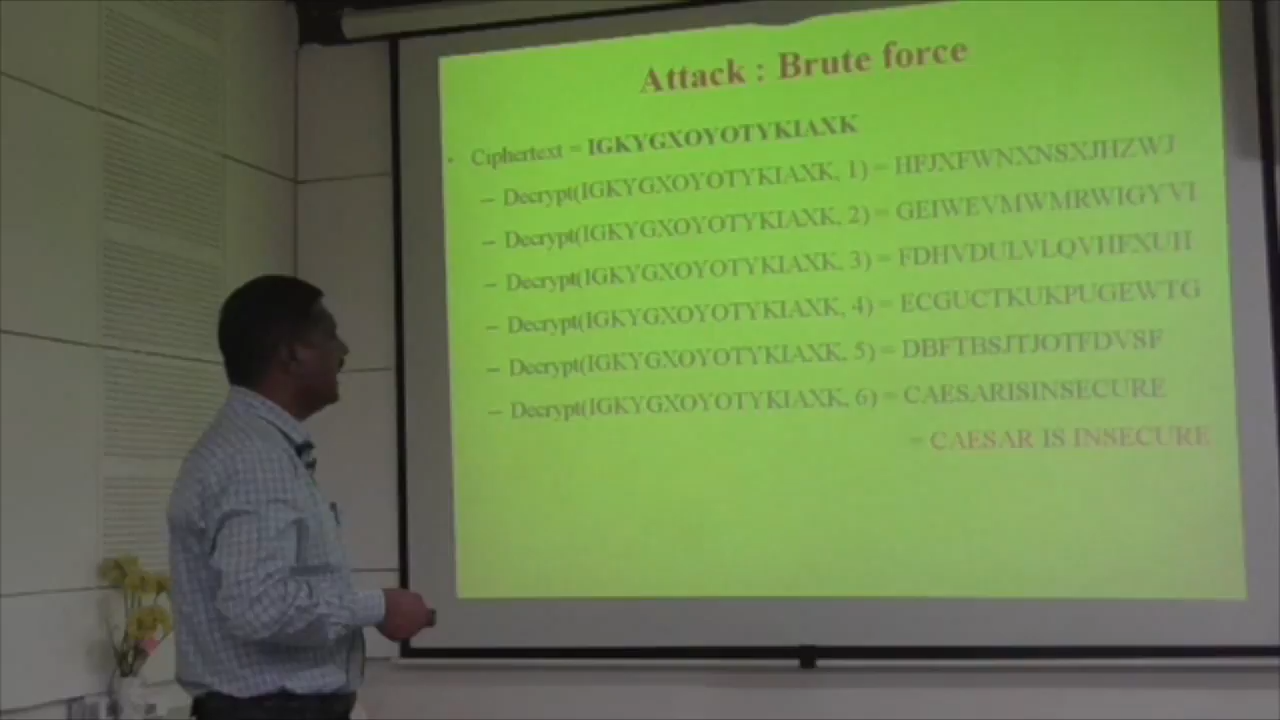 Attack : Brute force
• Ciphertext = IGKYGXOYOTYKIAXK
– Decrypt(IGKYGXOYOTYKIAXK, 1) = HFJXFWNXNSXJHZWJ
– Decrypt(IGKYGXOYOTYKIAXK, 2) = GEIWEVMWMRWIGYVI
– Decrypt(IGKYGXOYOTYKIAXK, 3) = FDHVDULVLQVHFXUH
– Decrypt(IGKYGXOYOTYKIAXK, 4) = ECGUCTKUKPUGEWTG
– Decrypt(IGKYGXOYOTYKIAXK, 5) = DBFTBSJTJOTFDVSF
– Decrypt(IGKYGXOYOTYKIAXK, 6) = CAESARISINSECURE
= CAESAR IS INSECURE